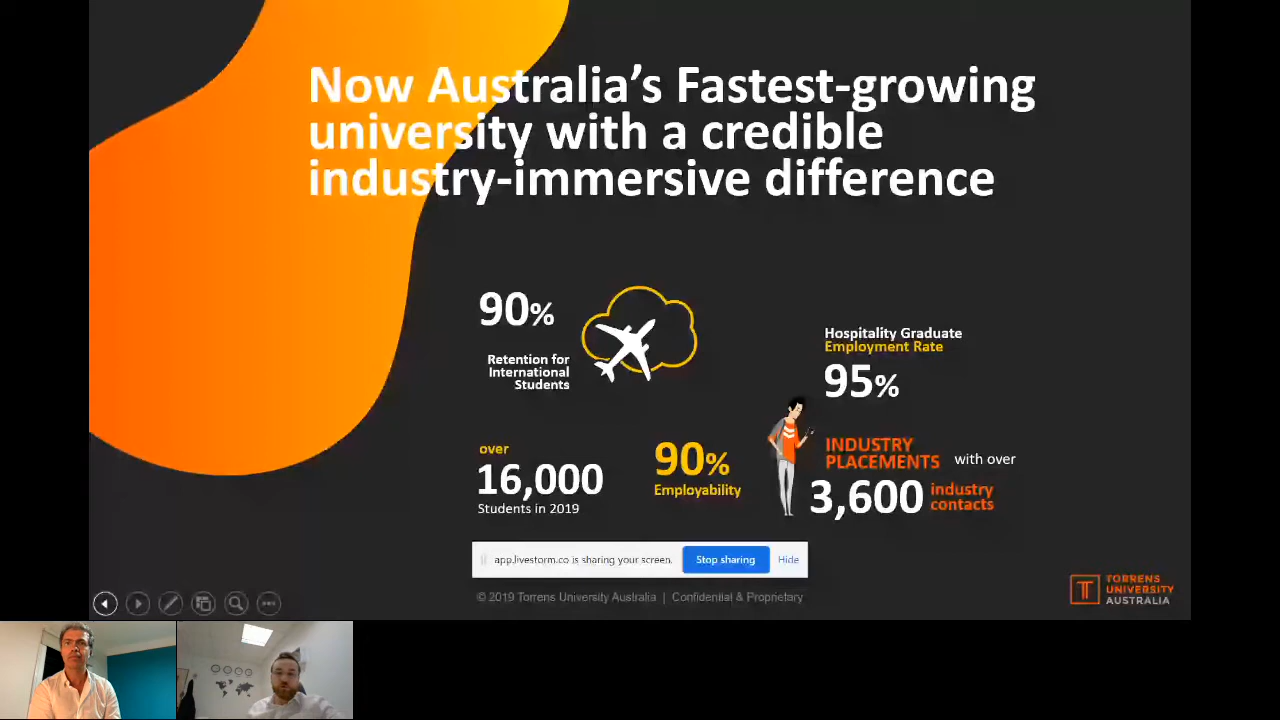 Now Australia's Fastest-growing
university with a credible
industry-immersive difference
90%
Retention for
International
Students
Hospitality Graduate
Employment Rate
95%
over
16,000
Students in 2019
90%
Employability
INDUSTRY
PLACEMENTS with over
3,600 industry
contacts
app.livestorm.co is sharing your screen. Stop sharing Hide
© 2019 Torrens University Australia | Confidential & Proprietary
TORRENS
UNIVERSITY
AUSTRALIA